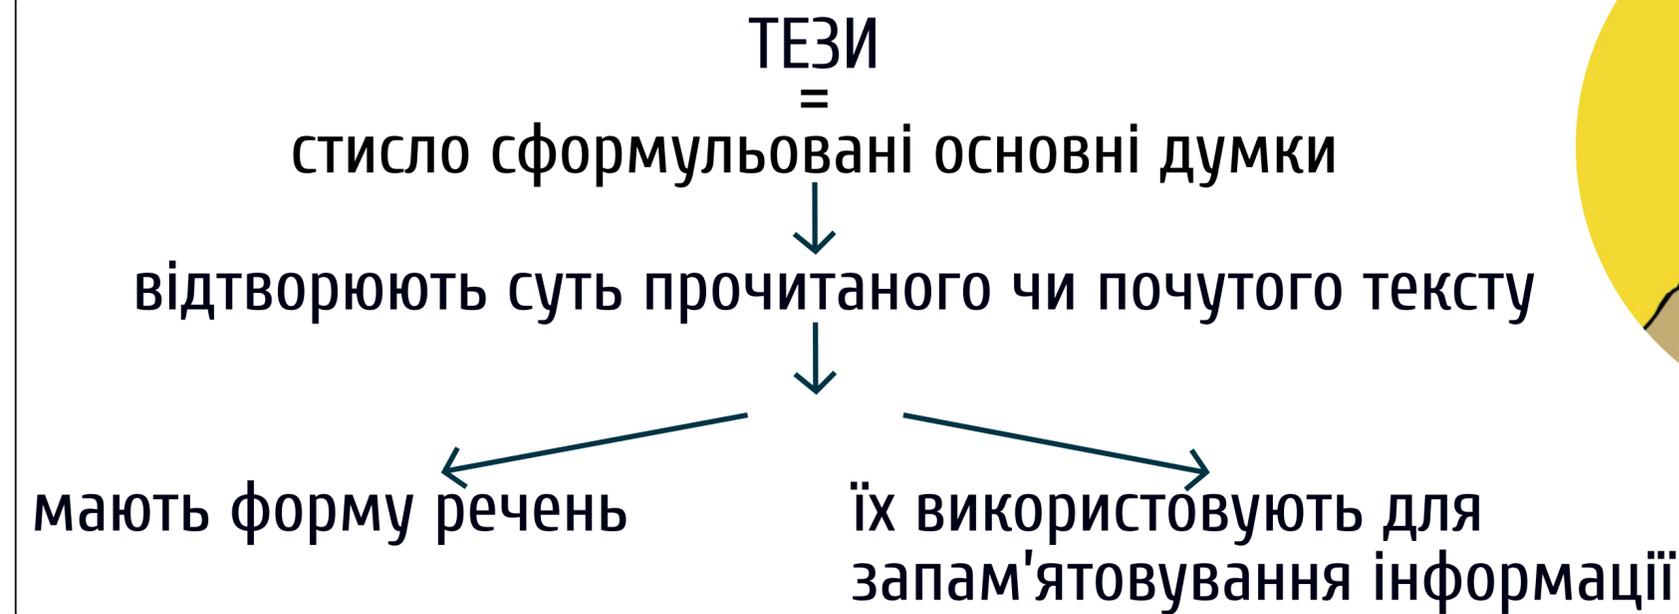 ТЕЗИ
=
стисло сформульовані основні думки
відтворюють суть прочитаного чи почутого тексту
мають форму речень
їх використовують для
запам'ятовування інформації